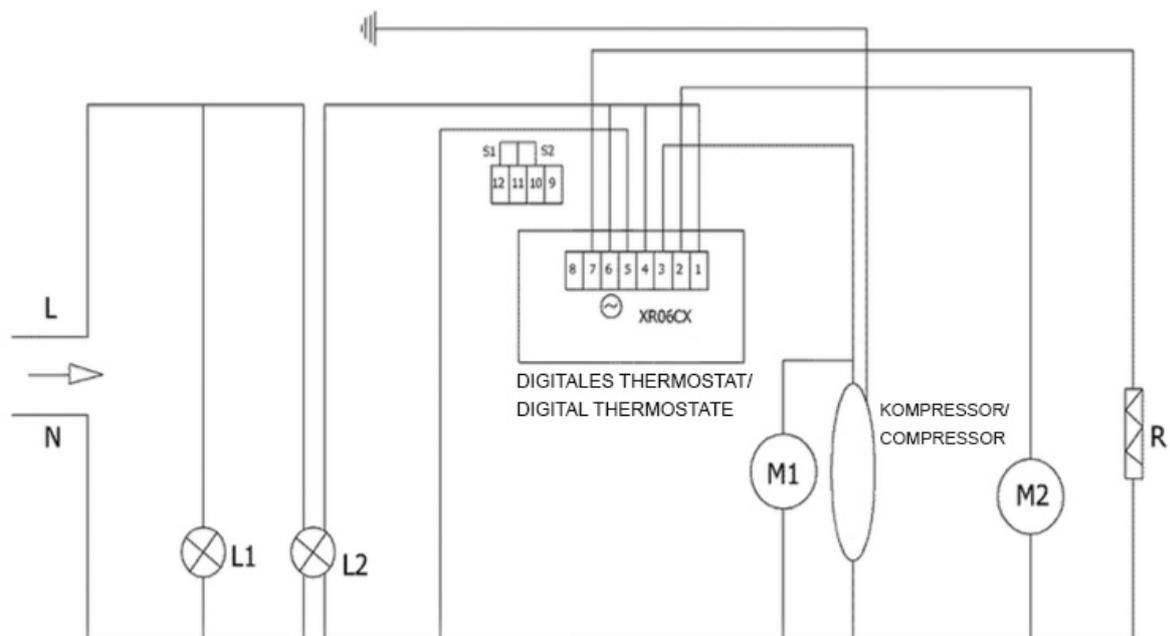 S1 S2
12 11 10 9
8 7 6 5 4 3 2 1
L
XR06CX
DIGITALES THERMOSTAT/
DIGITAL THERMOSTATE
KOMPRESSOR/
COMPRESSOR
N
R
M1
M2
L1
L2